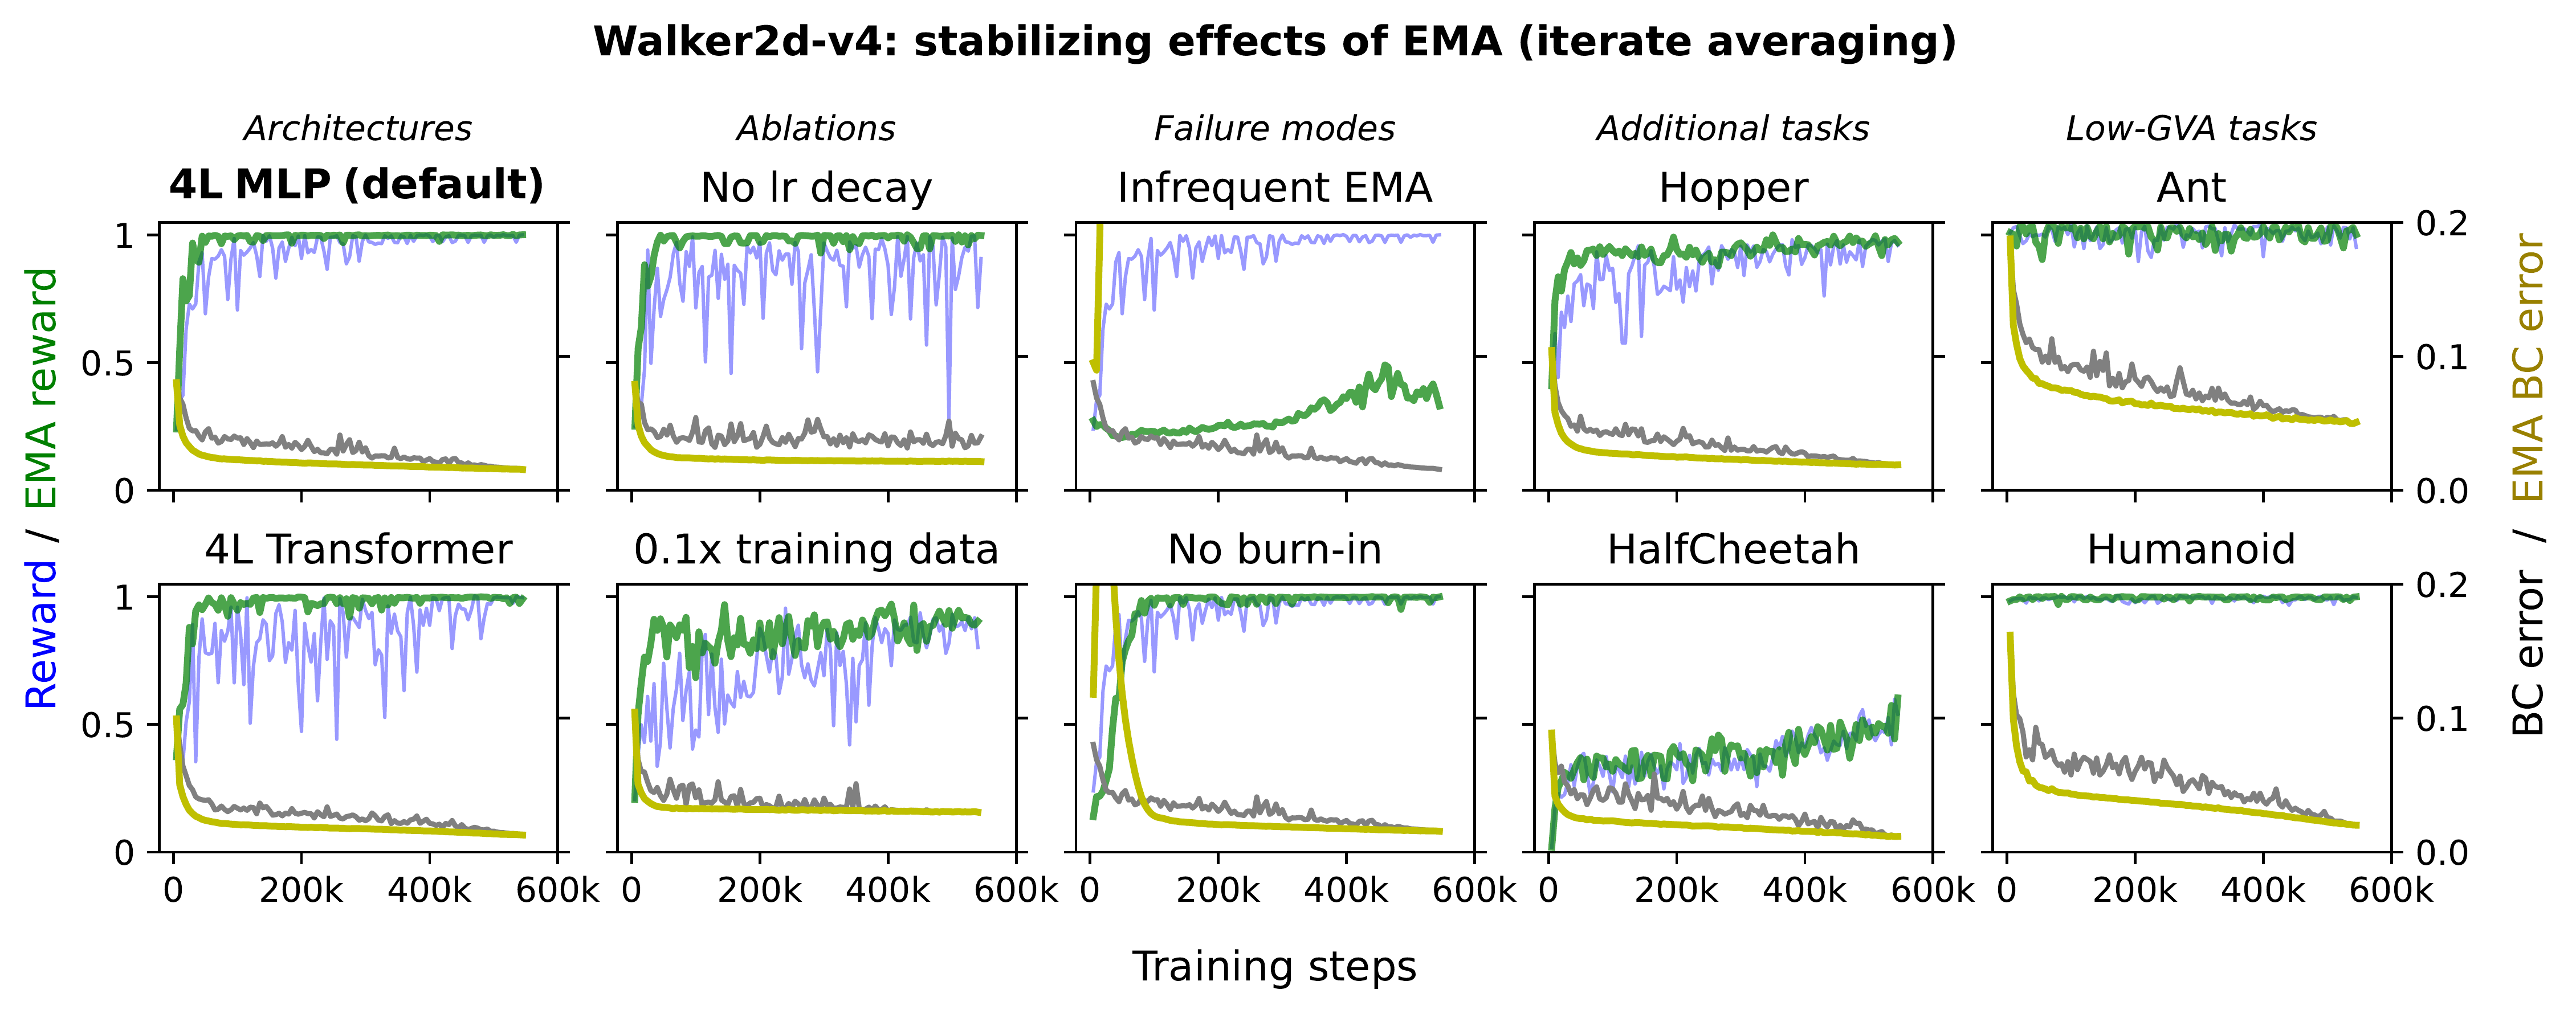 Walker2d-v4: stabilizing effects of EMA (iterate averaging)
Architectures
Ablations
Failure modes
Additional tasks
Low-GVA tasks
4L MLP (default)
No lr decay
Infrequent EMA
Hopper
Ant
1
0.5
0
0.2
0.1
0.0
4L Transformer
0.1x training data
No burn-in
HalfCheetah
Humanoid
1
0.5
0
0.2
0.1
0.0
0 200k 400k 600k
0 200k 400k 600k
0 200k 400k 600k
0 200k 400k 600k
0 200k 400k 600k
Reward / EMA reward
BC error / EMA BC error
Training steps